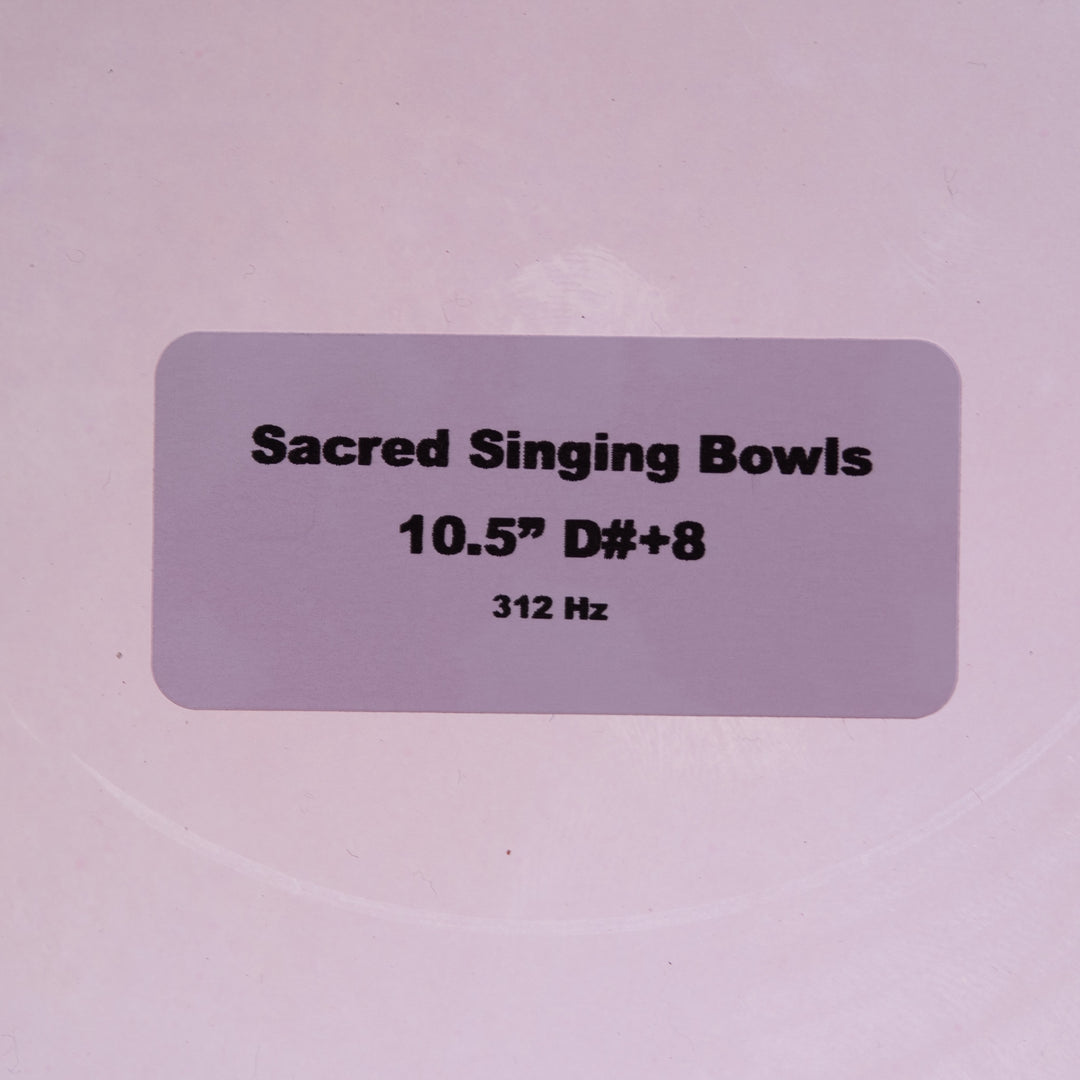 Sacred Singing Bowls
10.5” D#+8
312 Hz